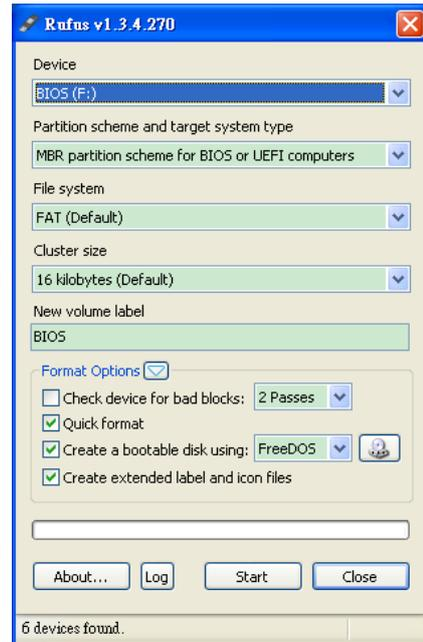 Rufus v1.3.4.270
Device
BIOS (F:)
Partition scheme and target system type
MBR partition scheme for BIOS or UEFI computers
File system
FAT (Default)
Cluster size
16 kilobytes (Default)
New volume label
BIOS
Format Options
Check device for bad blocks: 2 Passes
Quick format
Create a bootable disk using: FreeDOS
Create extended label and icon files
About... Log Start Close
6 devices found.